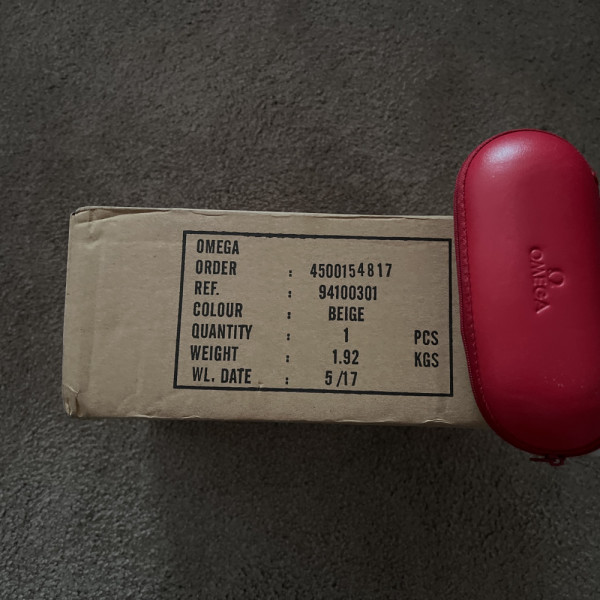 OMEGA
ORDER : 4500154817
REF. : 94100301
COLOUR : BEIGE
QUANTITY : 1 PCS
WEIGHT : 1.92 KGS
WL. DATE : 5/17
Ω
OMEGA